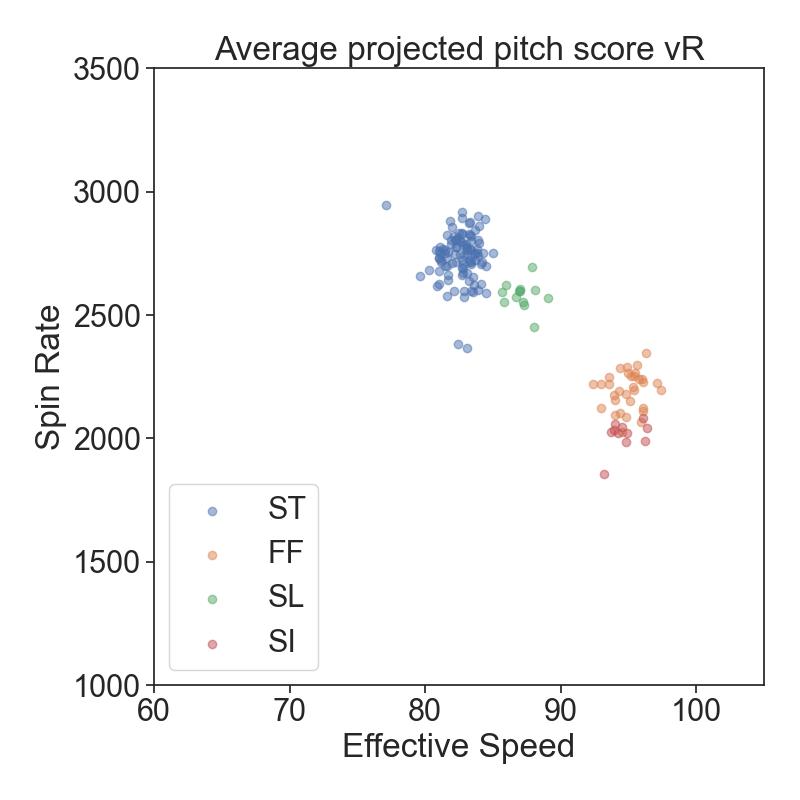 Average projected pitch score vR
3500
3000
2500
2000
1500
1000
Spin Rate
ST
FF
SL
SI
60 70 80 90 100
Effective Speed